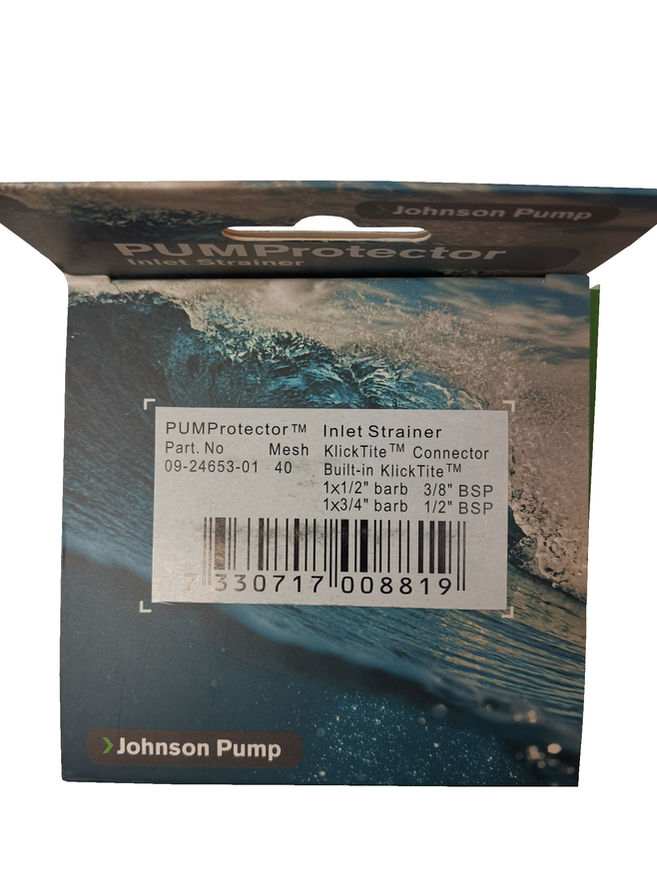 Johnson Pump
PUMProtector
Inlet Strainer
PUMProtector™ Inlet Strainer
Part. No Mesh KlickTite™ Connector
09-24653-01 40 Built-in KlickTite™
1x1/2" barb 3/8" BSP
1x3/4" barb 1/2" BSP
7 330717 008819
Johnson Pump